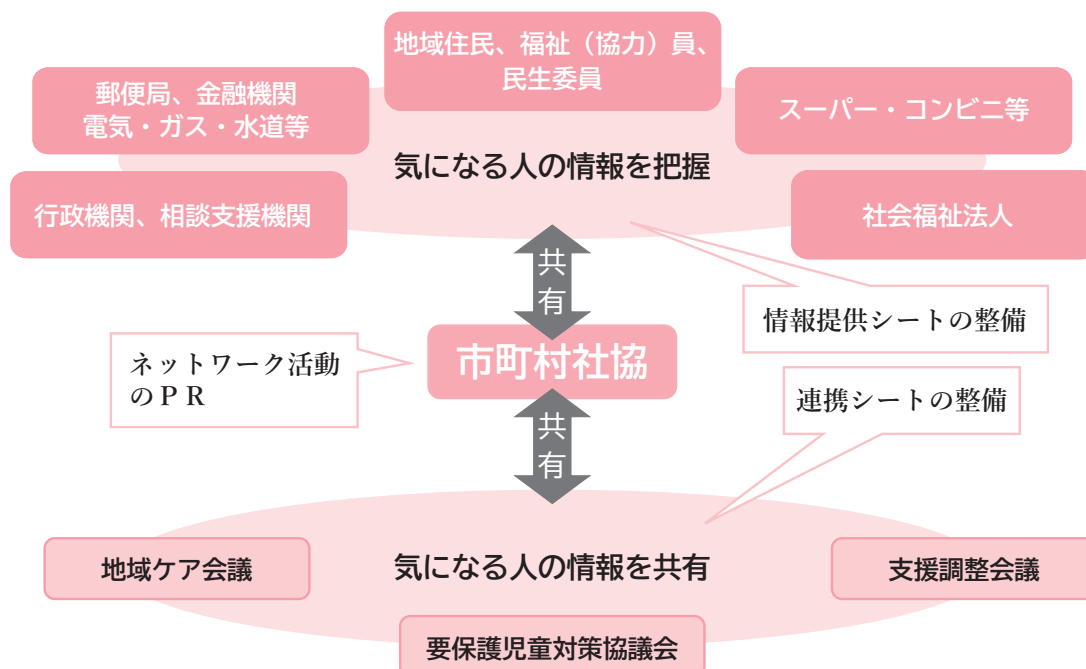 地域住民、福祉（協力）員、
民生委員
郵便局、金融機関
電気・ガス・水道等
スーパー・コンビニ等
気になる人の情報を把握
行政機関、相談支援機関
社会福祉法人
共有
情報提供シートの整備
市町村社協
ネットワーク活動
のＰＲ
連携シートの整備
共有
地域ケア会議
気になる人の情報を共有
支援調整会議
要保護児童対策協議会